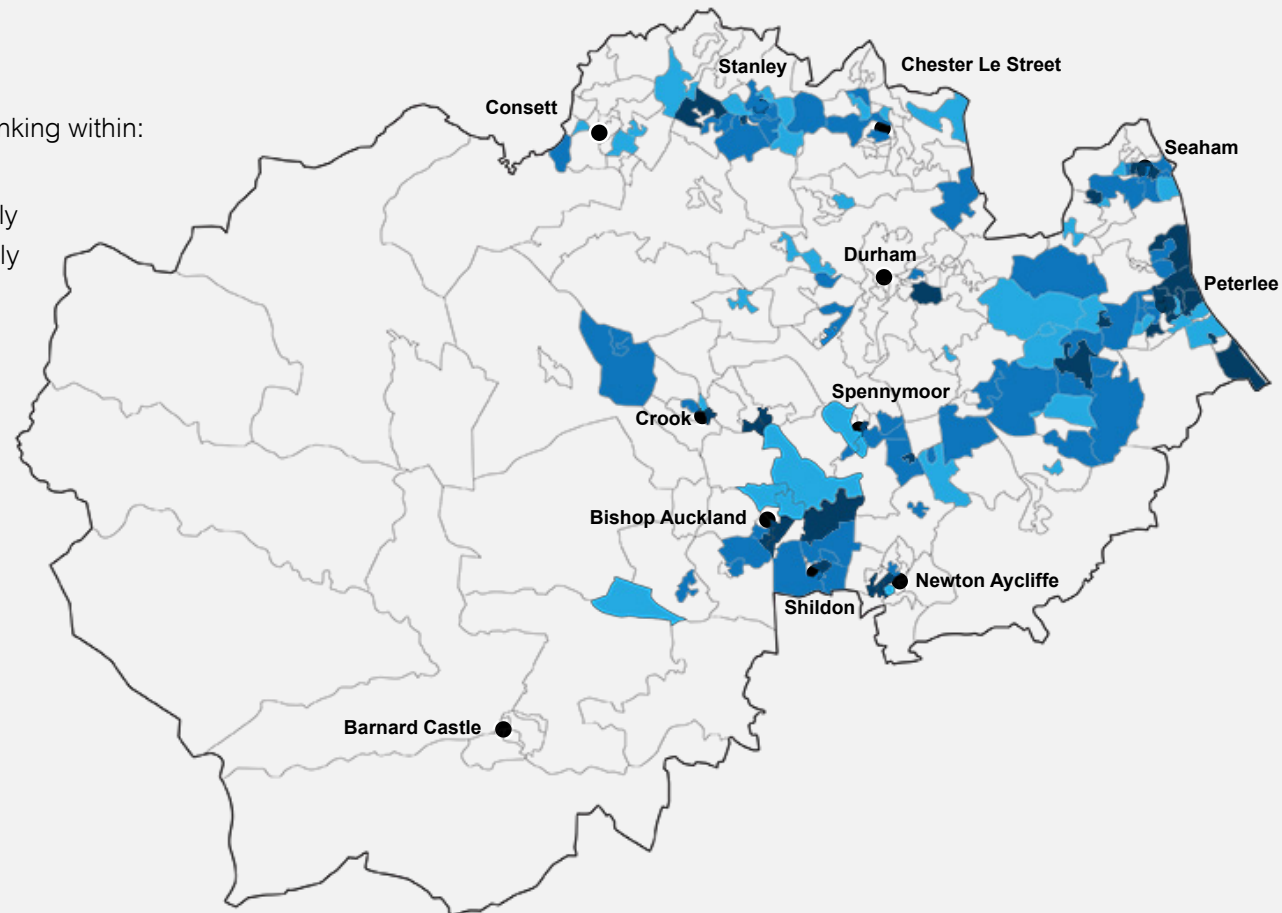 Stanley
Chester Le Street
Consett
nking within:
Seaham
ly
ly
Durham
Peterlee
Spennymoor
Crook
Bishop Auckland
Newton Aycliffe
Shildon
Barnard Castle